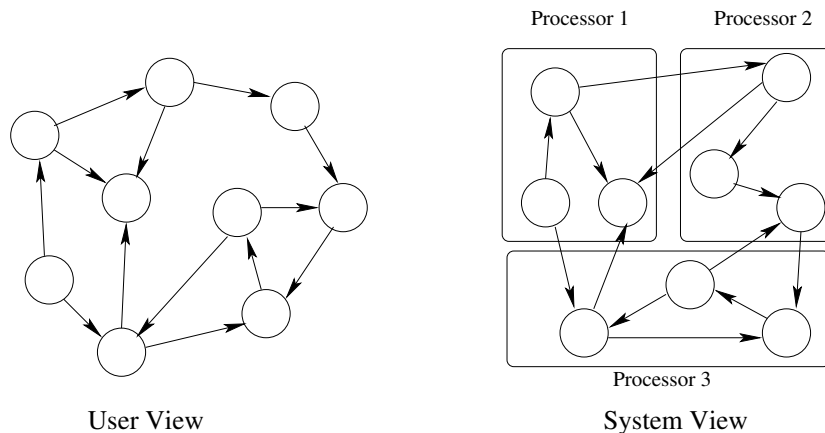 Processor 1
Processor 2
Processor 3
User View
System View